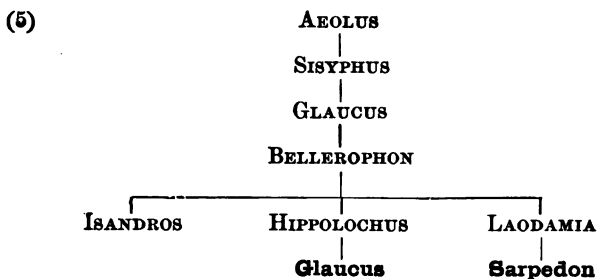 (5) AEOLUS
SISYPHUS
GLAUCUS
BELLEROPHON
ISANDROS HIPPOLOCHUS LAODAMIA
Glaucus Sarpedon